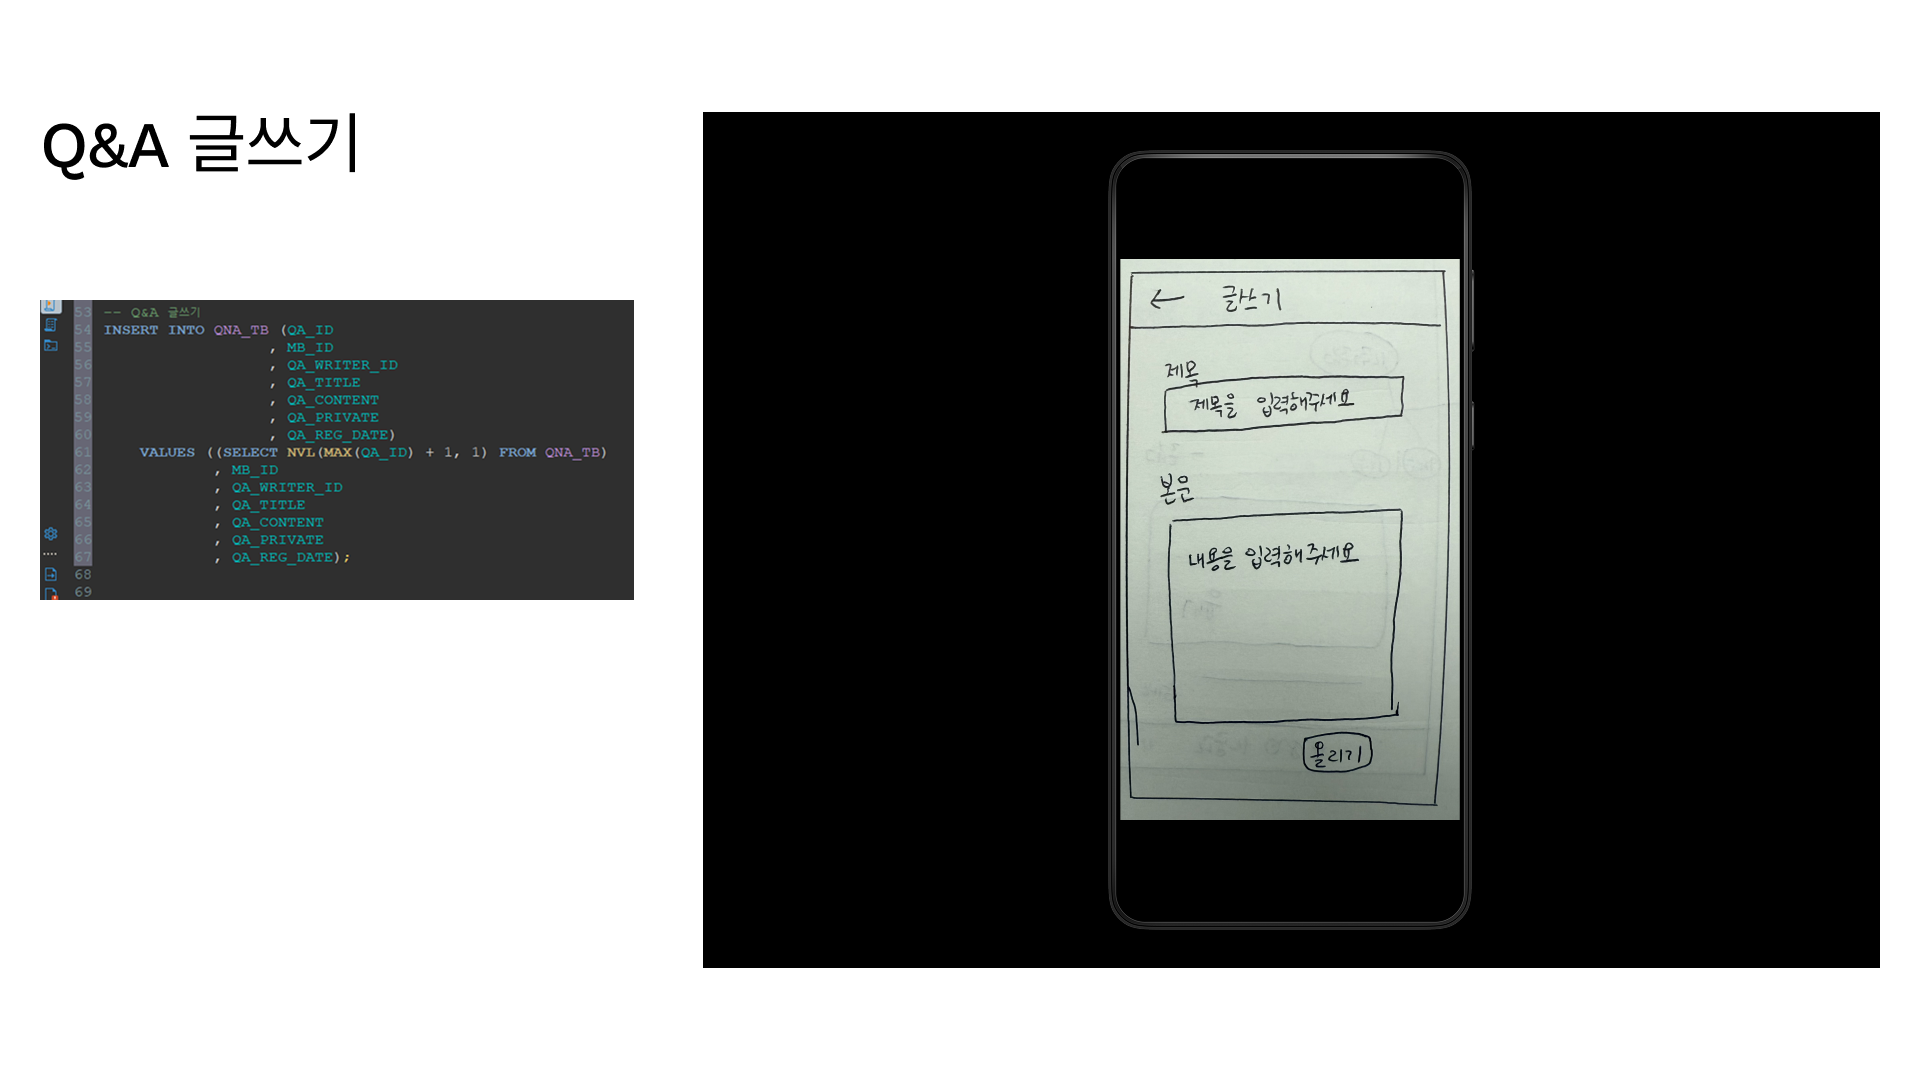 Q&A 글쓰기
53 -- Q&A 글쓰기
54 INSERT INTO QNA_TB (QA_ID
55 , MB_ID
56 , QA_WRITER_ID
57 , QA_TITLE
58 , QA_CONTENT
59 , QA_PRIVATE
60 , QA_REG_DATE)
61 VALUES ((SELECT NVL(MAX(QA_ID) + 1, 1) FROM QNA_TB)
62 , MB_ID
63 , QA_WRITER_ID
64 , QA_TITLE
65 , QA_CONTENT
66 , QA_PRIVATE
67 , QA_REG_DATE);
68
69
← 글쓰기
제목
제목을 입력해주세요
본문
내용을 입력해주세요
올리기